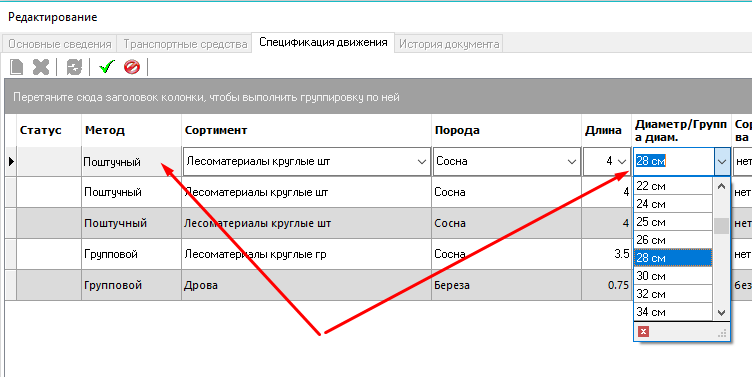 Редактирование
Основные сведения Транспортные средства Спецификация движения История документа
Перетяните сюда заголовок колонки, чтобы выполнить группировку по ней
Статус Метод Сортимент Порода Длина Диаметр/Групп
а диам. Сор
ва
Поштучный Лесоматериалы круглые шт Сосна 4 28 см нет
Поштучный Лесоматериалы круглые шт Сосна 4 нет
Поштучный Лесоматериалы круглые шт Сосна 4 нет
Групповой Лесоматериалы круглые гр Сосна 3.5 нет
Групповой Дрова Береза 0.75 без
22 см
24 см
25 см
26 см
28 см
30 см
32 см
34 см